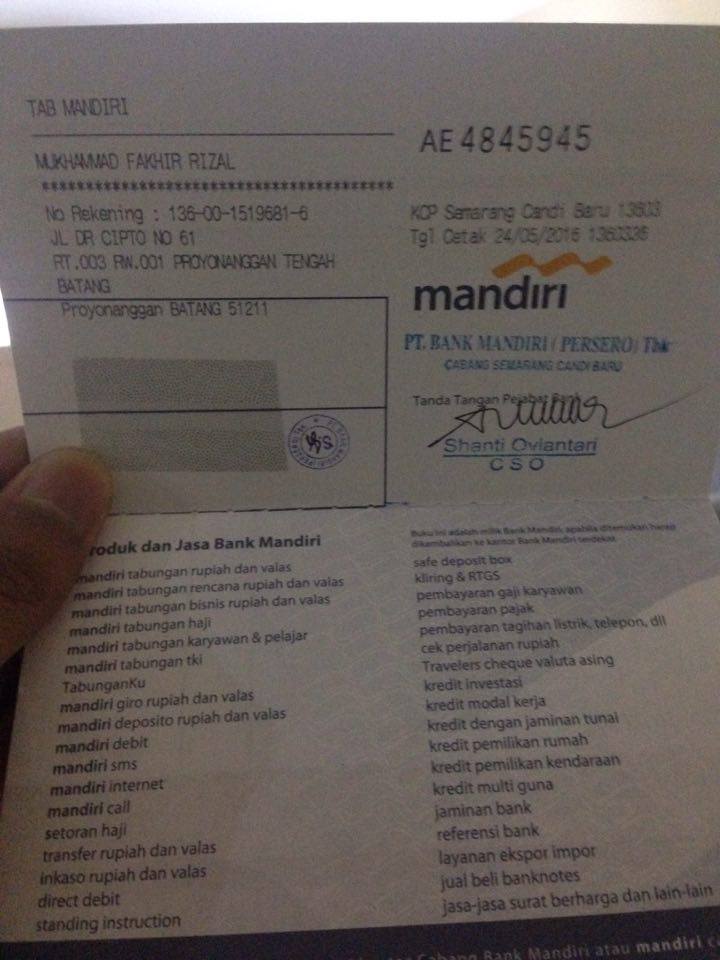 TAB MANDIRI
MUKHAMMAD FAKHIR RIZAL
******************************************
No Rekening : 136-00-1519681-6
JL DR CIPTO NO 61
RT.003 RW.001 PROYONANGGAN TENGAH
BATANG
Proyonanggan BATANG 51211
AE 4845945
KCP Semarang Candi Baru 13603
Tgl Cetak 24/05/2016 1360336
mandiri
PT. BANK MANDIRI ( PERSERO) Tbk
CABANG SEMARANG CANDI BARU
Tanda Tangan Pejabat Bank
Shanti Oviantari
CSO
roduk dan Jasa Bank Mandiri
mandiri tabungan rupiah dan valas
mandiri tabungan rencana rupiah dan valas
mandiri tabungan bisnis rupiah dan valas
mandiri tabungan haji
mandiri tabungan karyawan & pelajar
mandiri tabungan tki
TabunganKu
mandiri giro rupiah dan valas
mandiri deposito rupiah dan valas
mandiri debit
mandiri sms
mandiri internet
mandiri call
setoran haji
transfer rupiah dan valas
inkaso rupiah dan valas
direct debit
standing instruction
Buku ini adalah milik Bank Mandiri, apabila ditemukan harap
dikembalikan ke kantor Bank Mandiri terdekat.
safe deposit box
kliring & RTGS
pembayaran gaji karyawan
pembayaran pajak
pembayaran tagihan listrik, telepon, dll
cek perjalanan rupiah
Travelers cheque valuta asing
kredit investasi
kredit modal kerja
kredit dengan jaminan tunai
kredit pemilikan rumah
kredit pemilikan kendaraan
kredit multi guna
jaminan bank
referensi bank
layanan ekspor impor
jual beli banknotes
jasa-jasa surat berharga dan lain-lain
Cabang Bank Mandiri atau mandiri